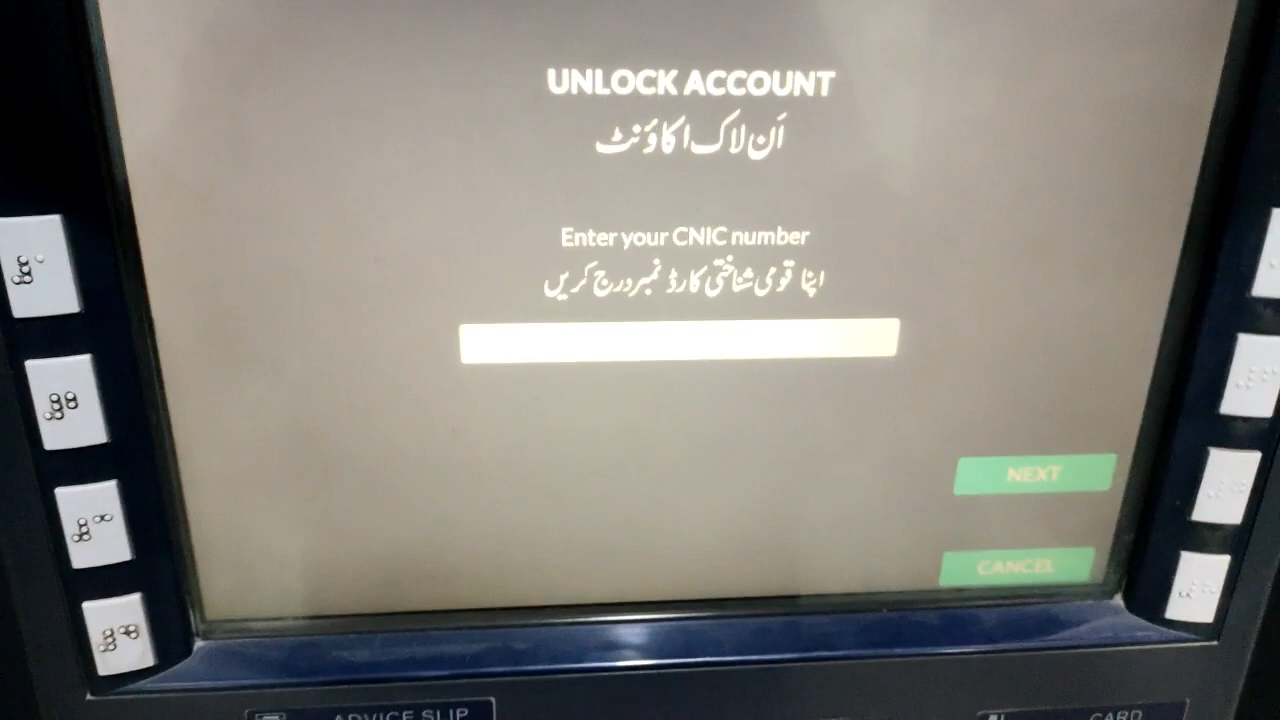 UNLOCK ACCOUNT
اَن لاک اکاؤنٹ
Enter your CNIC number
اپنا قومی شناختی کارڈ نمبر درج کریں
NEXT
CANCEL
ADVICE SLIP
CARD